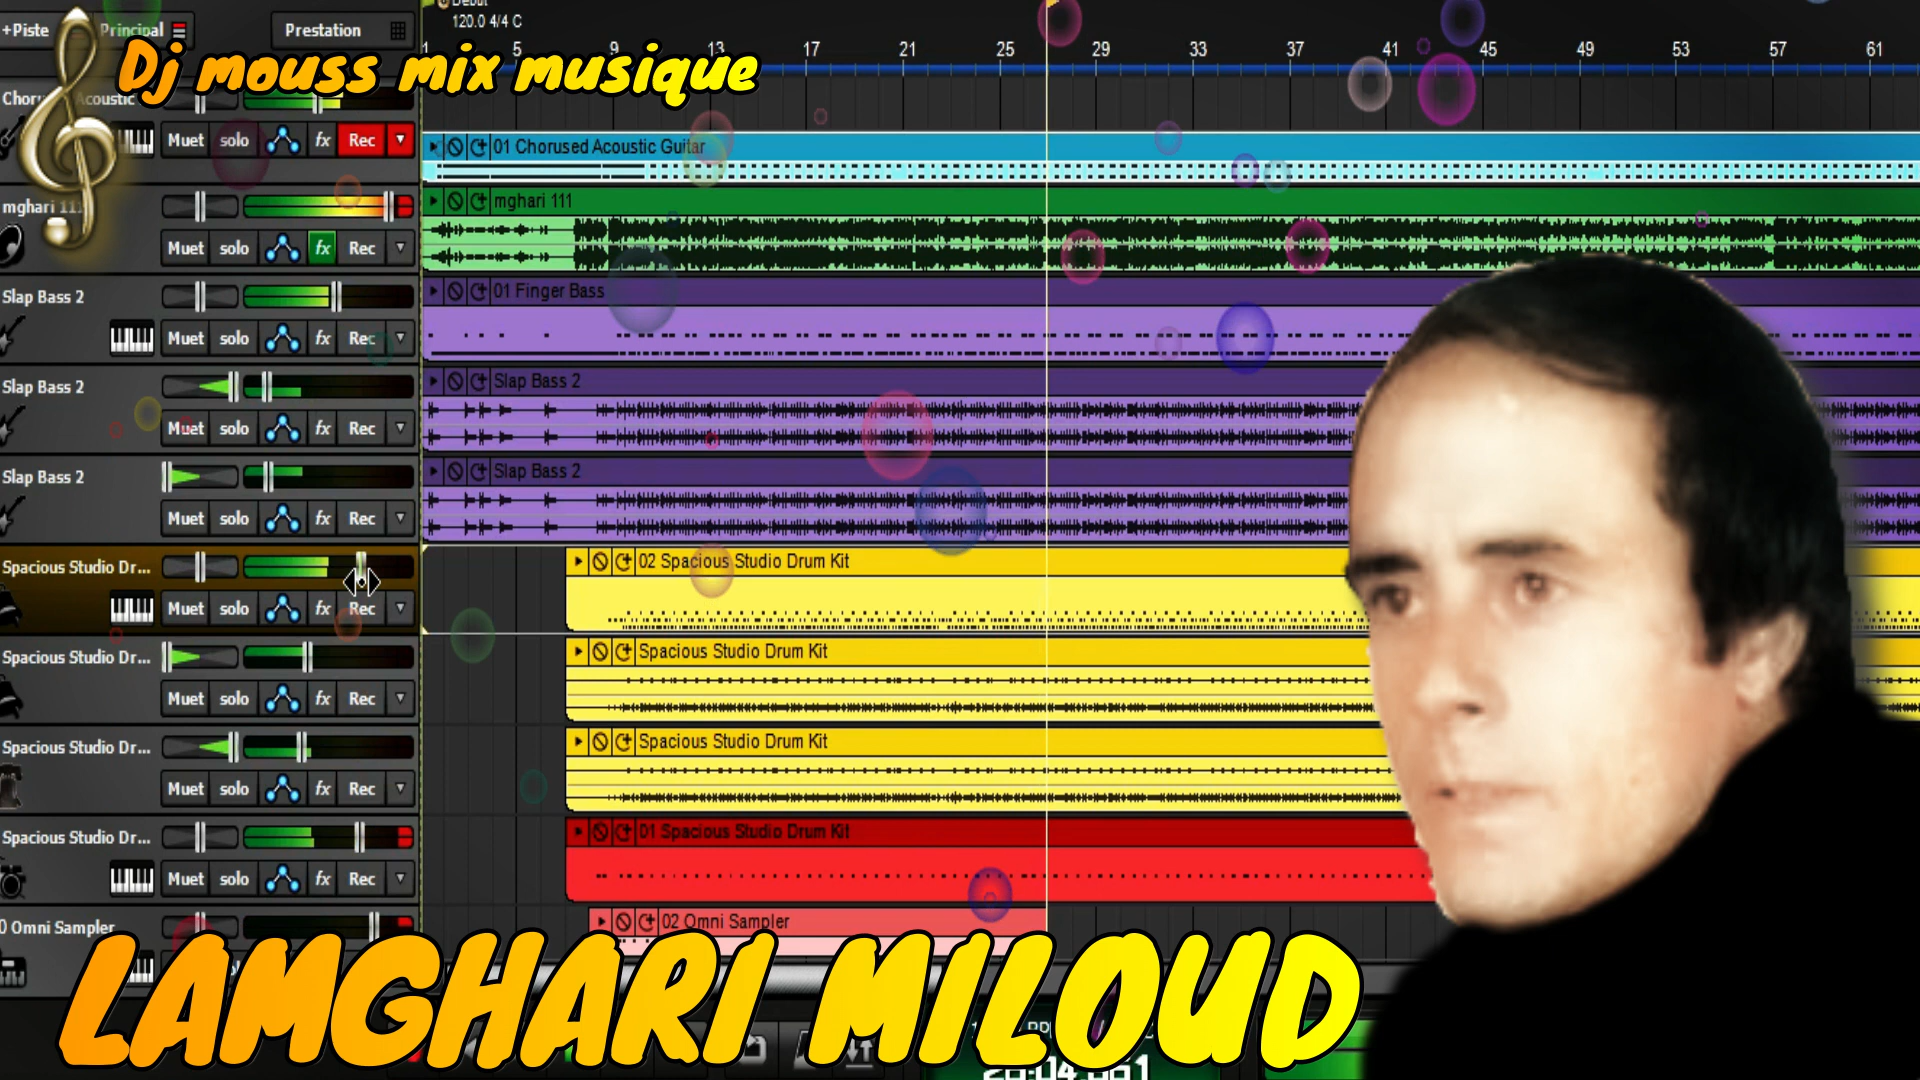 Début
+Piste Principal Prestation
120.0 4/4 C
1 5 9 13 17 21 25 29 33 37 41 45 49 53 57 61
Dj mouss mix musique
Acoustic
Muet solo fx Rec
01 Chorused Acoustic Guitar
mghari 111
Muet solo fx Rec
mghari 111
Slap Bass 2
Muet solo fx Rec
01 Finger Bass
Slap Bass 2
Muet solo fx Rec
Slap Bass 2
Slap Bass 2
Muet solo fx Rec
Slap Bass 2
Spacious Studio Dr...
Muet solo fx Rec
02 Spacious Studio Drum Kit
Spacious Studio Dr...
Muet solo fx Rec
Spacious Studio Drum Kit
Spacious Studio Dr...
Muet solo fx Rec
Spacious Studio Drum Kit
Spacious Studio Dr...
Muet solo fx Rec
01 Spacious Studio Drum Kit
0 Omni Sampler
02 Omni Sampler
LAMGHARI MILOUD